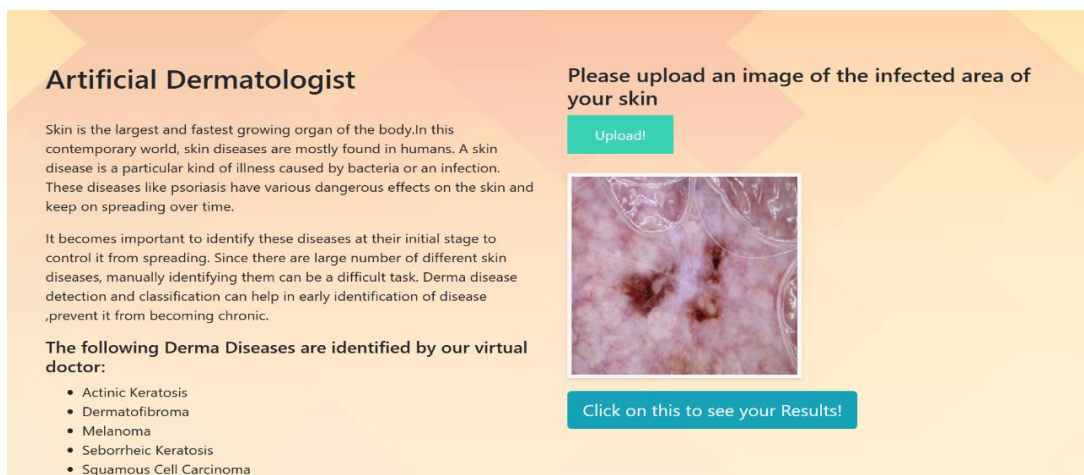 Artificial Dermatologist
Skin is the largest and fastest growing organ of the body.In this
contemporary world, skin diseases are mostly found in humans. A skin
disease is a particular kind of illness caused by bacteria or an infection.
These diseases like psoriasis have various dangerous effects on the skin and
keep on spreading over time.
It becomes important to identify these diseases at their initial stage to
control it from spreading. Since there are large number of different skin
diseases, manually identifying them can be a difficult task. Derma disease
detection and classification can help in early identification of disease
,prevent it from becoming chronic.
The following Derma Diseases are identified by our virtual
doctor:
• Actinic Keratosis
• Dermatofibroma
• Melanoma
• Seborrheic Keratosis
• Squamous Cell Carcinoma
Please upload an image of the infected area of
your skin
Upload!
Click on this to see your Results!